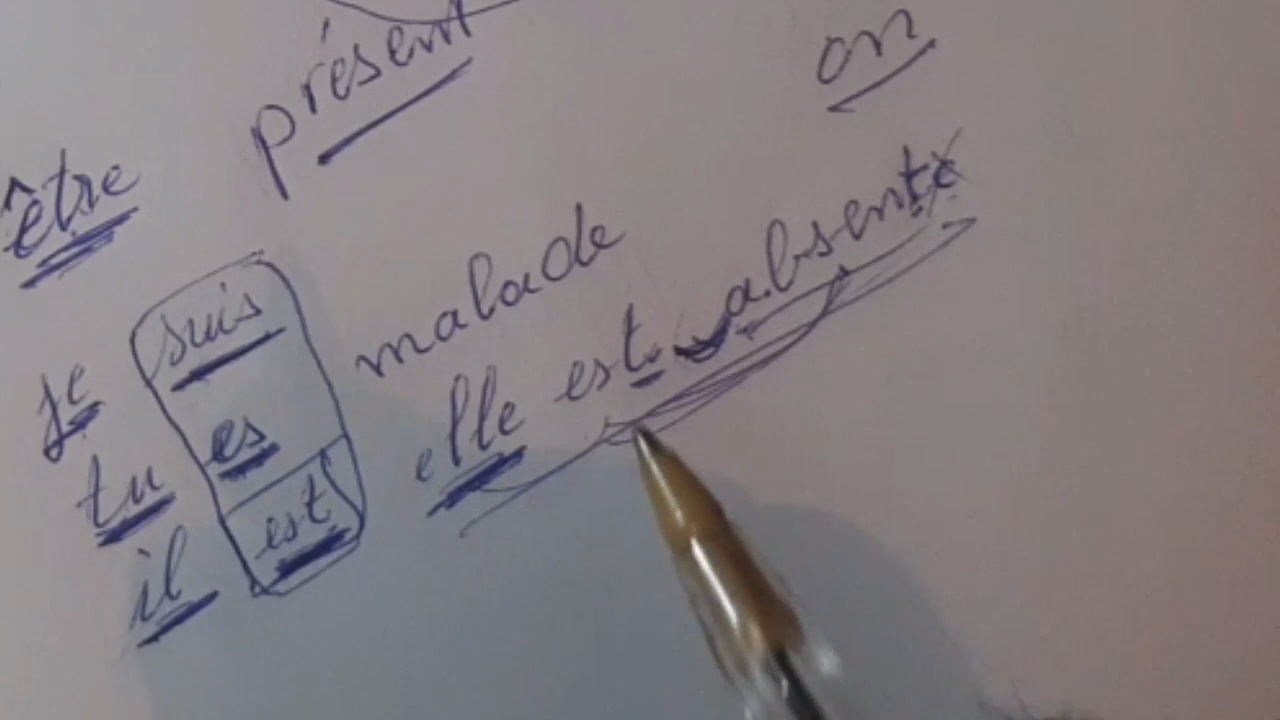 présent
on
être
je suis malade
tu es
il est
elle est absente